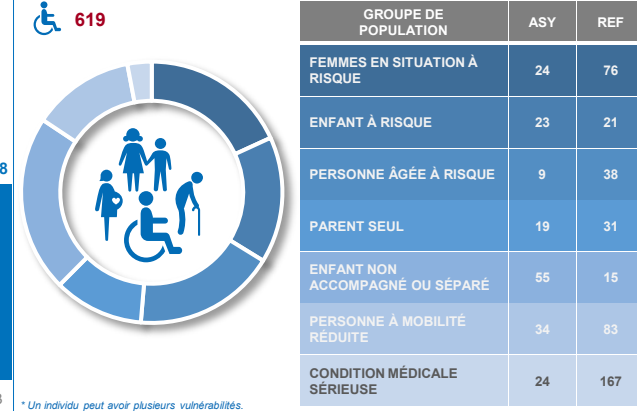 619
GROUPE DE
POPULATION
ASY
REF
FEMMES EN SITUATION À
RISQUE
24
76
ENFANT À RISQUE
23
21
PERSONNE ÂGÉE À RISQUE
9
38
PARENT SEUL
19
31
ENFANT NON
ACCOMPAGNÉ OU SÉPARÉ
55
15
PERSONNE À MOBILITÉ
RÉDUITE
34
83
CONDITION MÉDICALE
SÉRIEUSE
24
167
8
* Un individu peut avoir plusieurs vulnérabilités.